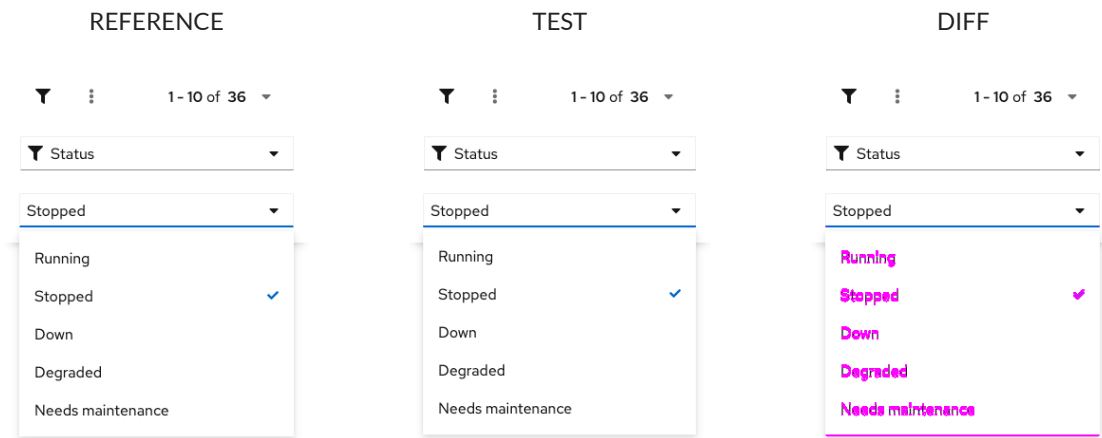 REFERENCE TEST DIFF
1 - 10 of 36 1 - 10 of 36 1 - 10 of 36
Status Status Status
Stopped Stopped Stopped
Running Running Running
Stopped Stopped Stopped
Down Down Down
Degraded Degraded Degraded
Needs maintenance Needs maintenance Needs maintenance